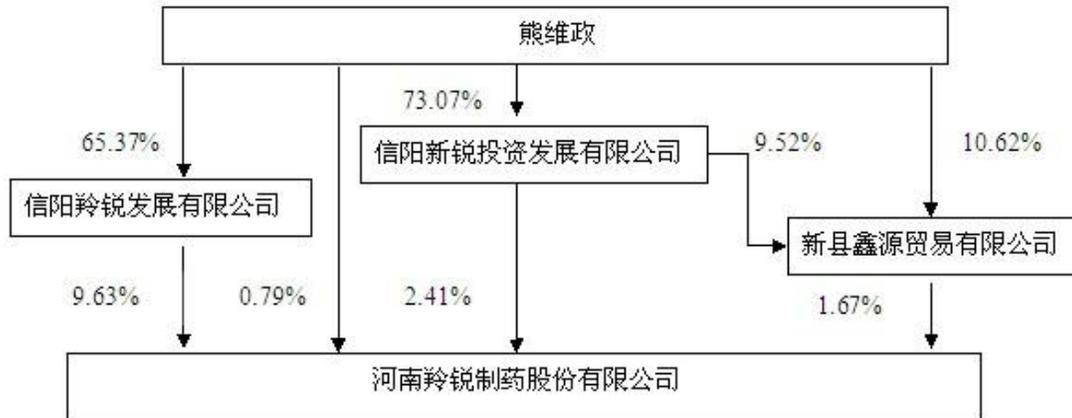 熊维政
73.07%
65.37%
信阳新锐投资发展有限公司
9.52%
10.62%
信阳羚锐发展有限公司
新县鑫源贸易有限公司
9.63%
0.79%
2.41%
1.67%
河南羚锐制药股份有限公司